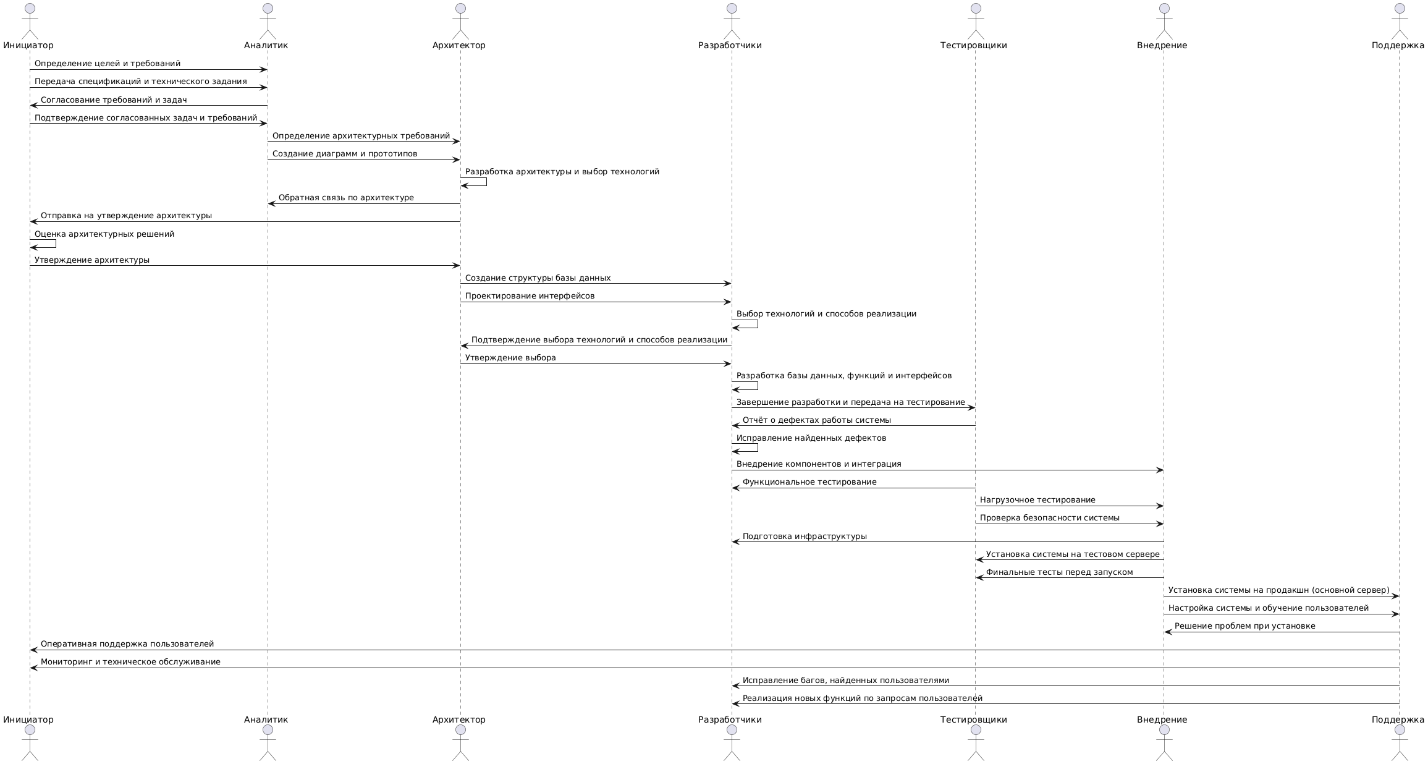 Инициатор Аналитик Архитектор Разработчики Тестировщики Внедрение Поддержка
Определение целей и требований
Передача спецификаций и технического задания
Согласование требований и задач
Подтверждение согласованных задач и требований
Определение архитектурных требований
Создание диаграмм и прототипов
Разработка архитектуры и выбор технологий
Обратная связь по архитектуре
Отправка на утверждение архитектуры
Оценка архитектурных решений
Утверждение архитектуры
Создание структуры базы данных
Проектирование интерфейсов
Выбор технологий и способов реализации
Подтверждение выбора технологий и способов реализации
Утверждение выбора
Разработка базы данных, функций и интерфейсов
Завершение разработки и передача на тестирование
Отчёт о дефектах работы системы
Исправление найденных дефектов
Внедрение компонентов и интеграция
Функциональное тестирование
Нагрузочное тестирование
Проверка безопасности системы
Подготовка инфраструктуры
Установка системы на тестовом сервере
Финальные тесты перед запуском
Установка системы на продакшн (основной сервер)
Настройка системы и обучение пользователей
Решение проблем при установке
Оперативная поддержка пользователей
Мониторинг и техническое обслуживание
Исправление багов, найденных пользователями
Реализация новых функций по запросам пользователей
Инициатор Аналитик Архитектор Разработчики Тестировщики Внедрение Поддержка